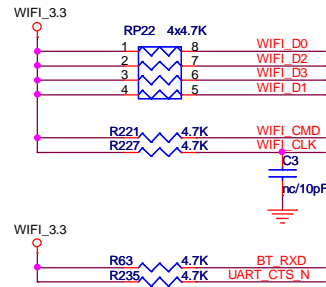 WIFI_3.3
RP22 4x4.7K
1 8 WIFI_D0
2 7 WIFI_D2
3 6 WIFI_D3
4 5 WIFI_D1
R221 4.7K WIFI_CMD
R227 4.7K WIFI_CLK
C3
nc/10pF
WIFI_3.3
R63 4.7K BT_RXD
R235 4.7K UART_CTS_N